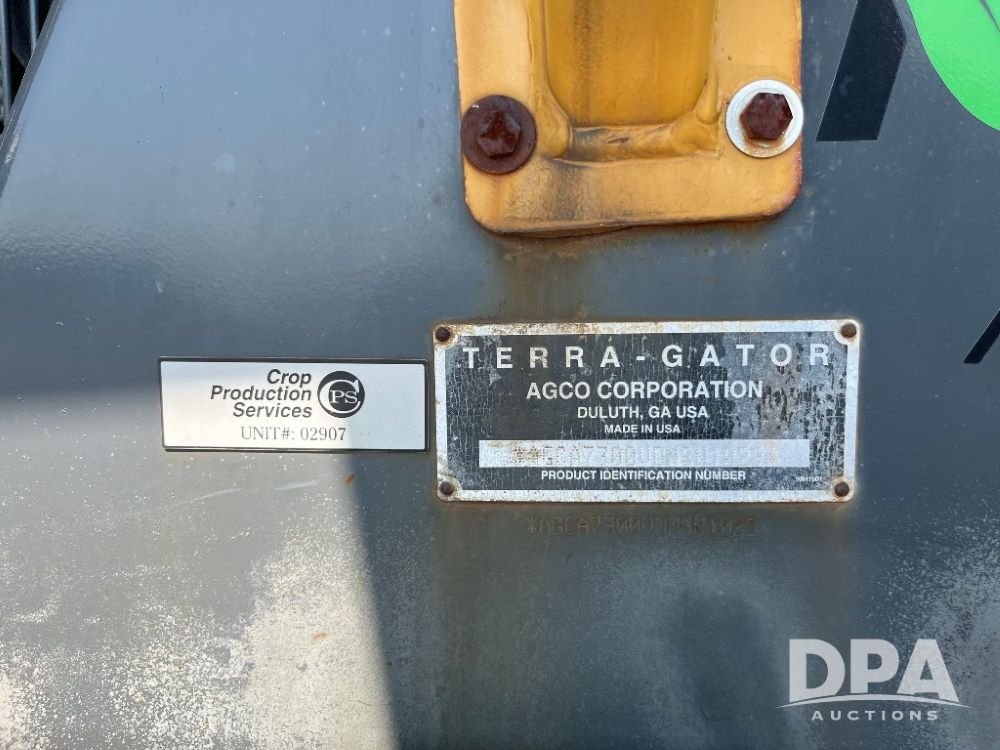 Crop
Production
Services
CPS
UNIT#: 02907
TERRA-GATOR
AGCO CORPORATION
DULUTH, GA USA
MADE IN USA
PRODUCT IDENTIFICATION NUMBER
DPA
AUCTIONS